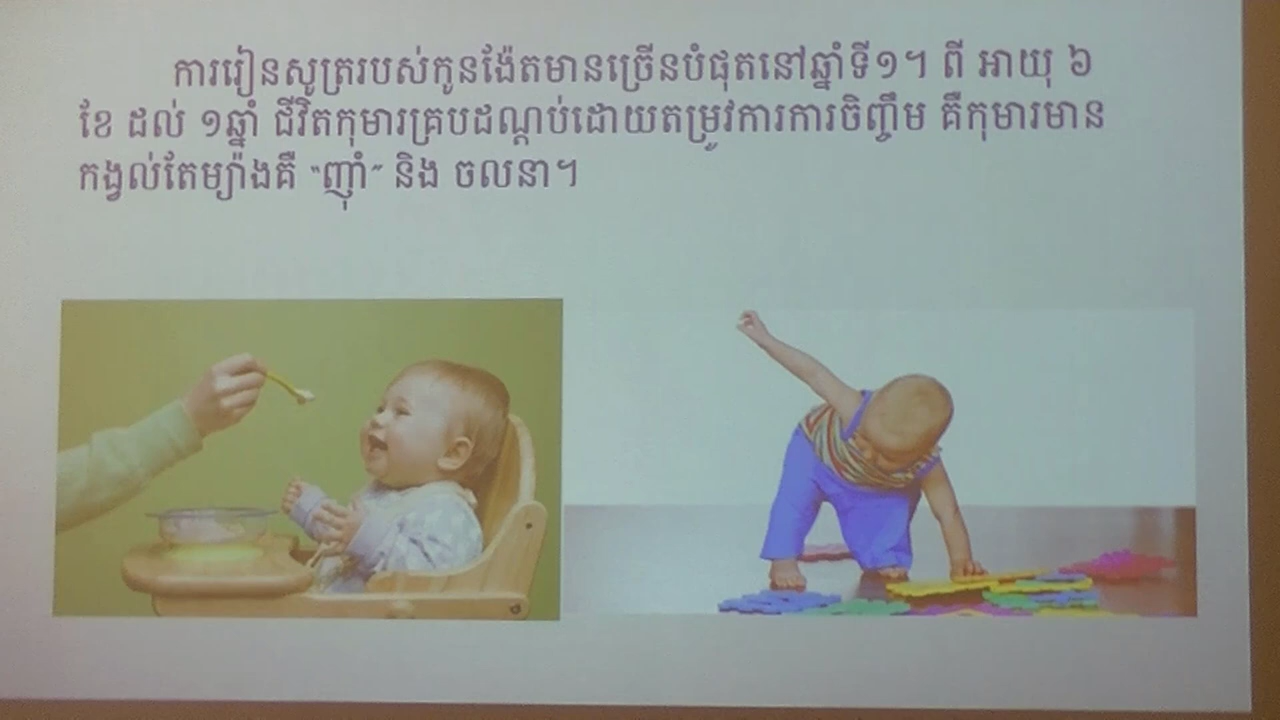 ការរៀនសូត្ររបស់កូនង៉ែតមានច្រើនបំផុតនៅឆ្នាំទី១។ ពី អាយុ ៦
ខែ ដល់ ១ឆ្នាំ ជីវិតកុមារគ្របដណ្តប់ដោយតម្រូវការការចិញ្ចឹម គឺកុមារមាន
កង្វល់តែម្យ៉ាងគឺ “ញ៉ាំ” និង ចលនា។